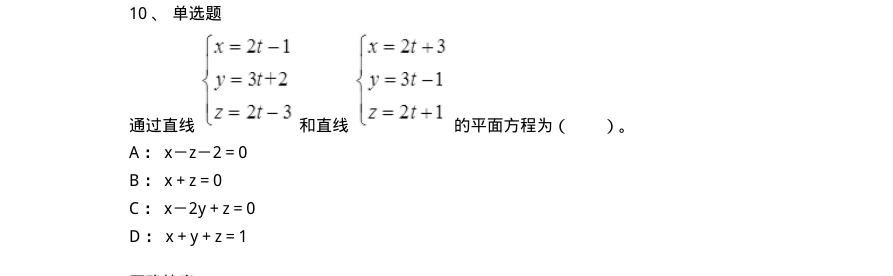 10 、 单选题
x = 2t − 1 x = 2t + 3
y = 3t+2 y = 3t − 1
z = 2t − 3 z = 2t + 1
通过直线 和直线 的平面方程为 ( ) 。
A： x－z－2 = 0
B： x + z = 0
C： x－2y + z = 0
D： x + y + z = 1